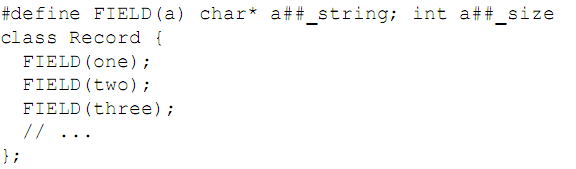 #define FIELD(a) char* a##_string; int a##_size
class Record {
  FIELD(one);
  FIELD(two);
  FIELD(three);
  // ...
};